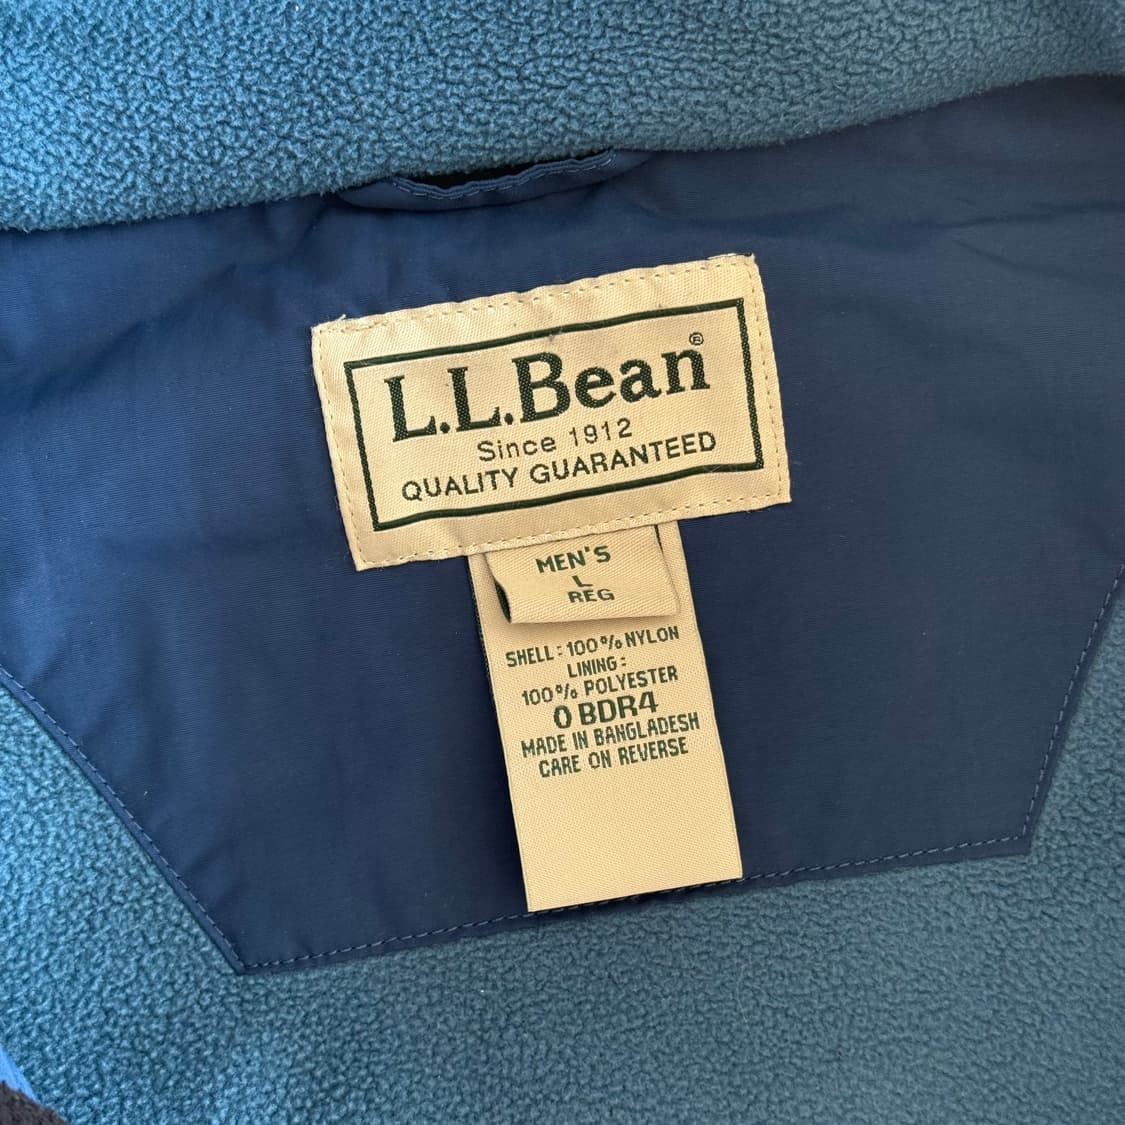 L.L.Bean®
Since 1912
QUALITY GUARANTEED
MEN'S
L
REG
SHELL: 100% NYLON
LINING:
100% POLYESTER
0 BDR4
MADE IN BANGLADESH
CARE ON REVERSE